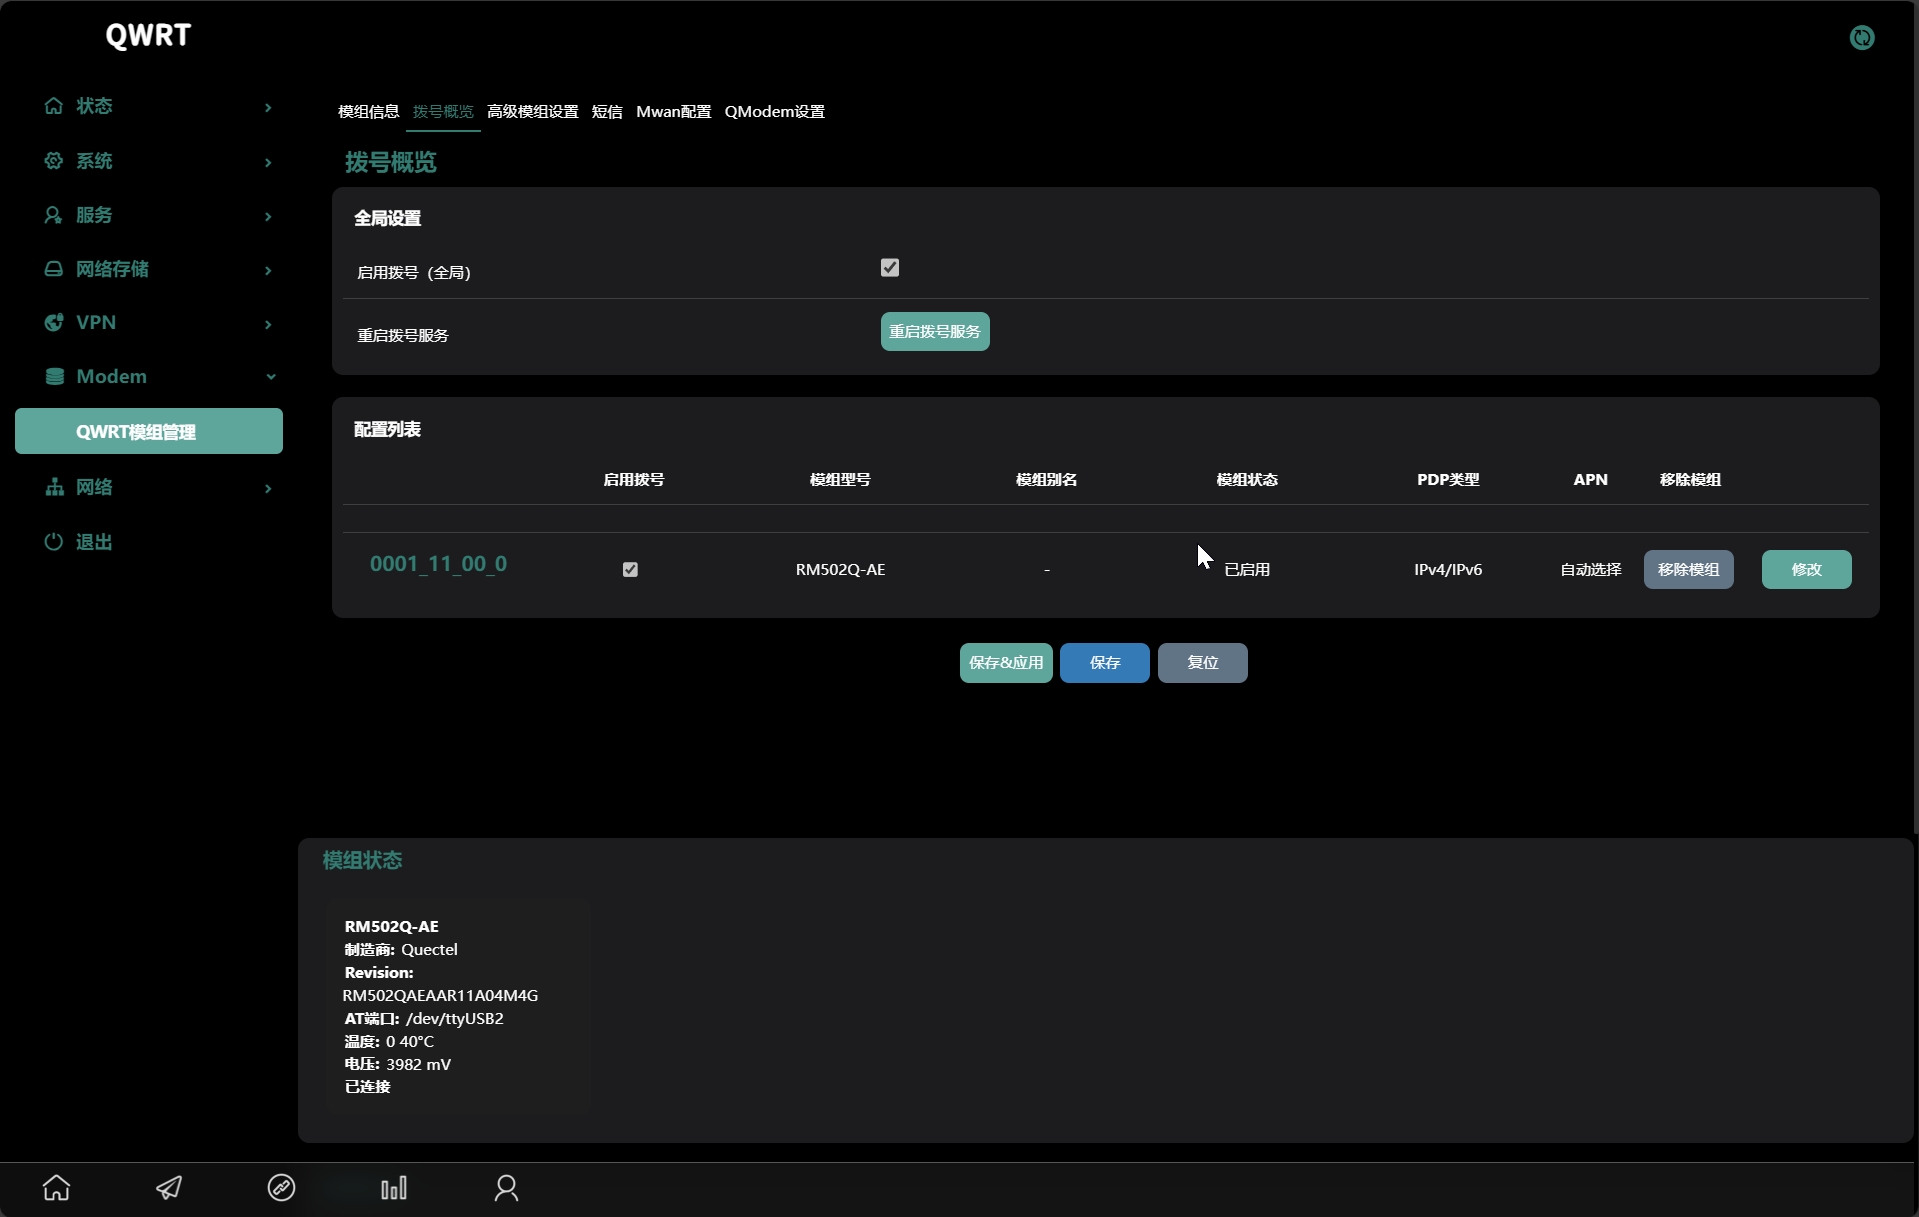 QWRT
状态
系统
服务
网络存储
VPN
Modem
QWRT模组管理
网络
退出
模组信息 拨号概览 高级模组设置 短信 Mwan配置 QModem设置
拨号概览
全局设置
启用拨号（全局）
重启拨号服务 重启拨号服务
配置列表
启用拨号 模组型号 模组别名 模组状态 PDP类型 APN 移除模组
0001_11_00_0 RM502Q-AE - 已启用 IPv4/IPv6 自动选择 移除模组 修改
保存&应用 保存 复位
模组状态
RM502Q-AE
制造商: Quectel
Revision:
RM502QAEAAR11A04M4G
AT端口: /dev/ttyUSB2
温度: 0 40°C
电压: 3982 mV
已连接